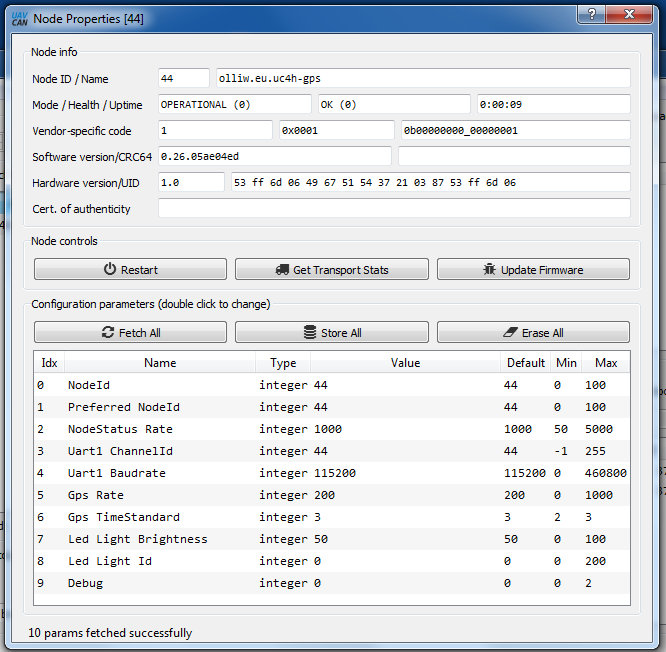 UAV CAN Node Properties [44]
Node info
Node ID / Name 44 olliw.eu.uc4h-gps
Mode / Health / Uptime OPERATIONAL (0) OK (0) 0:00:09
Vendor-specific code 1 0x0001 0b00000000_00000001
Software version/CRC64 0.26.05ae04ed
Hardware version/UID 1.0 53 ff 6d 06 49 67 51 54 37 21 03 87 53 ff 6d 06
Cert. of authenticity
Node controls
Restart Get Transport Stats Update Firmware
Configuration parameters (double click to change)
Fetch All Store All Erase All
Idx Name Type Value Default Min Max
0 NodeId integer 44 44 0 100
1 Preferred NodeId integer 44 44 0 100
2 NodeStatus Rate integer 1000 1000 50 5000
3 Uart1 ChannelId integer 44 44 -1 255
4 Uart1 Baudrate integer 115200 115200 0 460800
5 Gps Rate integer 200 200 0 1000
6 Gps TimeStandard integer 3 3 2 3
7 Led Light Brightness integer 50 50 0 100
8 Led Light Id integer 0 0 0 200
9 Debug integer 0 0 0 2
10 params fetched successfully